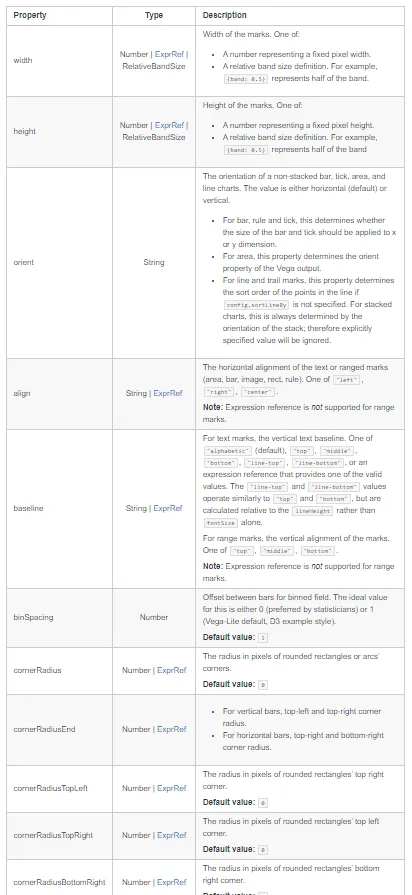 Property Type Description
width
Number | ExprRef |
RelativeBandSize
Width of the marks. One of:
• A number representing a fixed pixel width.
• A relative band size definition. For example,
{band: 0.5} represents half of the band.
height
Number | ExprRef |
RelativeBandSize
Height of the marks. One of:
• A number representing a fixed pixel height.
• A relative band size definition. For example,
{band: 0.5} represents half of the band
orient
String
The orientation of a non-stacked bar, tick, area, and
line charts. The value is either horizontal (default) or
vertical.
• For bar, rule and tick, this determines whether
the size of the bar and tick should be applied to x
or y dimension.
• For area, this property determines the orient
property of the Vega output.
• For line and trail marks, this property determines
the sort order of the points in the line if
config.sortLineBy is not specified. For stacked
charts, this is always determined by the
orientation of the stack; therefore explicitly
specified value will be ignored.
align
String | ExprRef
The horizontal alignment of the text or ranged marks
(area, bar, image, rect, rule). One of "left" ,
"right" , "center" .
Note: Expression reference is not supported for range
marks.
baseline
String | ExprRef
For text marks, the vertical text baseline. One of
"alphabetic" (default), "top" , "middle" ,
"bottom" , "line-top" , "line-bottom" , or an
expression reference that provides one of the valid
values. The "line-top" and "line-bottom" values
operate similarly to "top" and "bottom" , but are
calculated relative to the lineHeight rather than
fontSize alone.
For range marks, the vertical alignment of the marks.
One of "top" , "middle" , "bottom" .
Note: Expression reference is not supported for range
marks.
binSpacing
Number
Offset between bars for binned field. The ideal value
for this is either 0 (preferred by statisticians) or 1
(Vega-Lite default, D3 example style).
Default value: 1
cornerRadius
Number | ExprRef
The radius in pixels of rounded rectangles or arcs'
corners.
Default value: 0
cornerRadiusEnd
Number | ExprRef
• For vertical bars, top-left and top-right corner
radius.
• For horizontal bars, top-right and bottom-right
corner radius.
cornerRadiusTopLeft
Number | ExprRef
The radius in pixels of rounded rectangles' top right
corner.
Default value: 0
cornerRadiusTopRight
Number | ExprRef
The radius in pixels of rounded rectangles' top left
corner.
Default value: 0
cornerRadiusBottomRight
Number | ExprRef
The radius in pixels of rounded rectangles' bottom
right corner.
Default value: